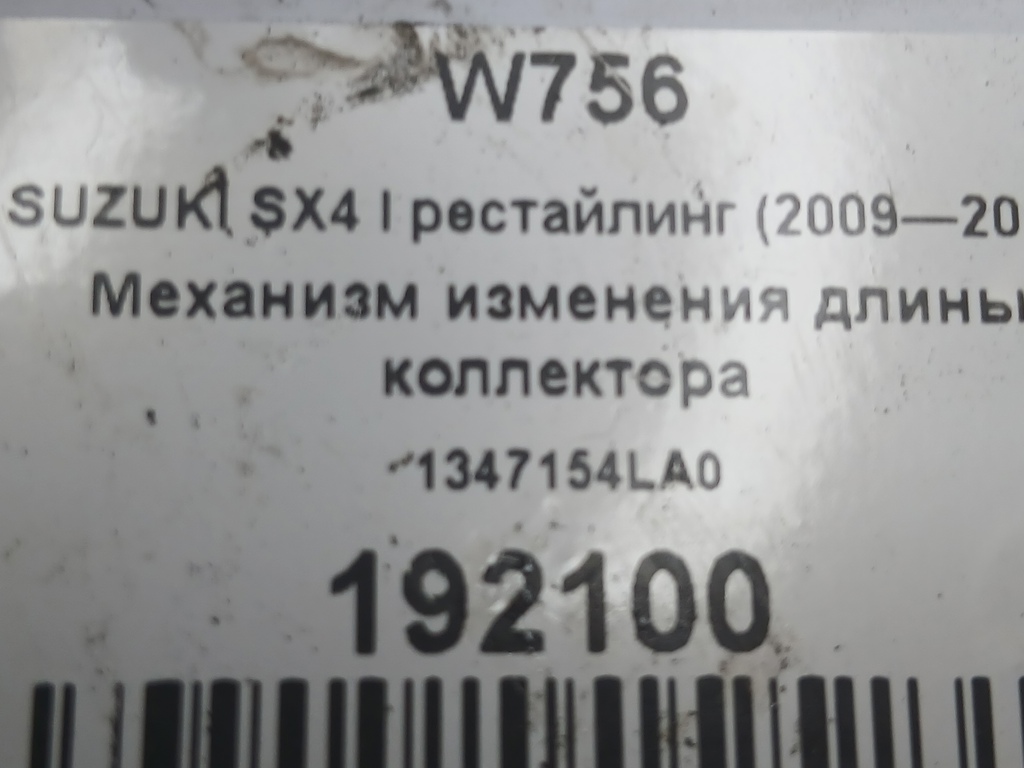 W756
SUZUKI SX4 I рестайлинг (2009—20
Механизм изменения длины
коллектора
1347154LA0
192100